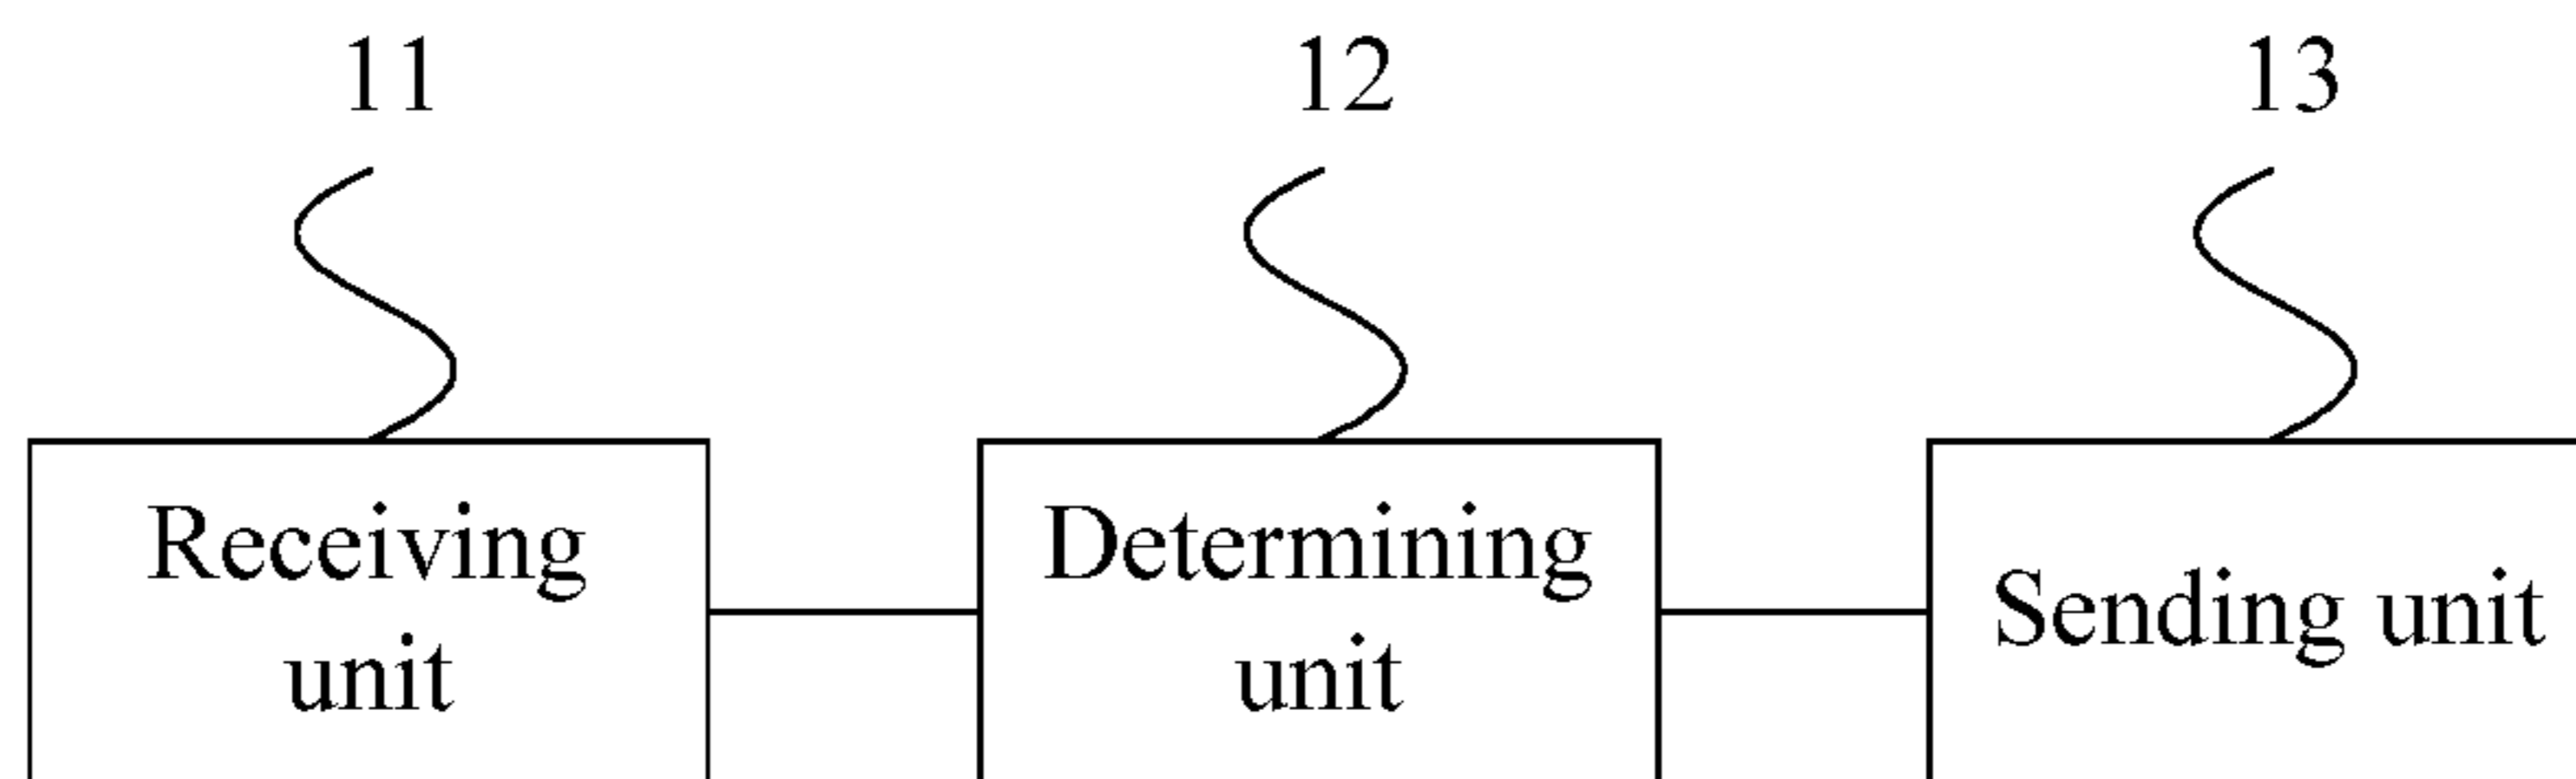 11
12
13
Receiving
unit
Determining
unit
Sending unit